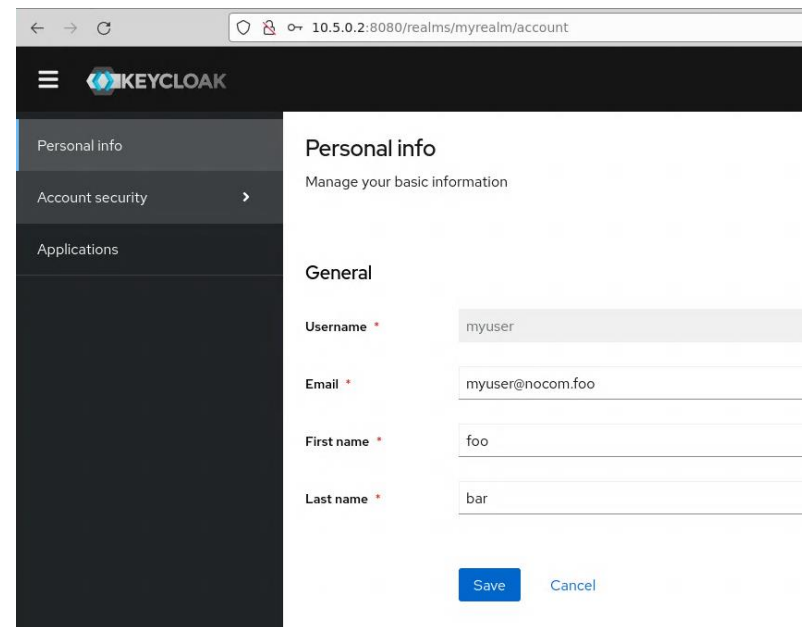 10.5.0.2:8080/realms/myrealm/account
KEYCLOAK
Personal info
Account security
Applications
Personal info
Manage your basic information
General
Username *
myuser
Email *
myuser@nocom.foo
First name *
foo
Last name *
bar
Save Cancel